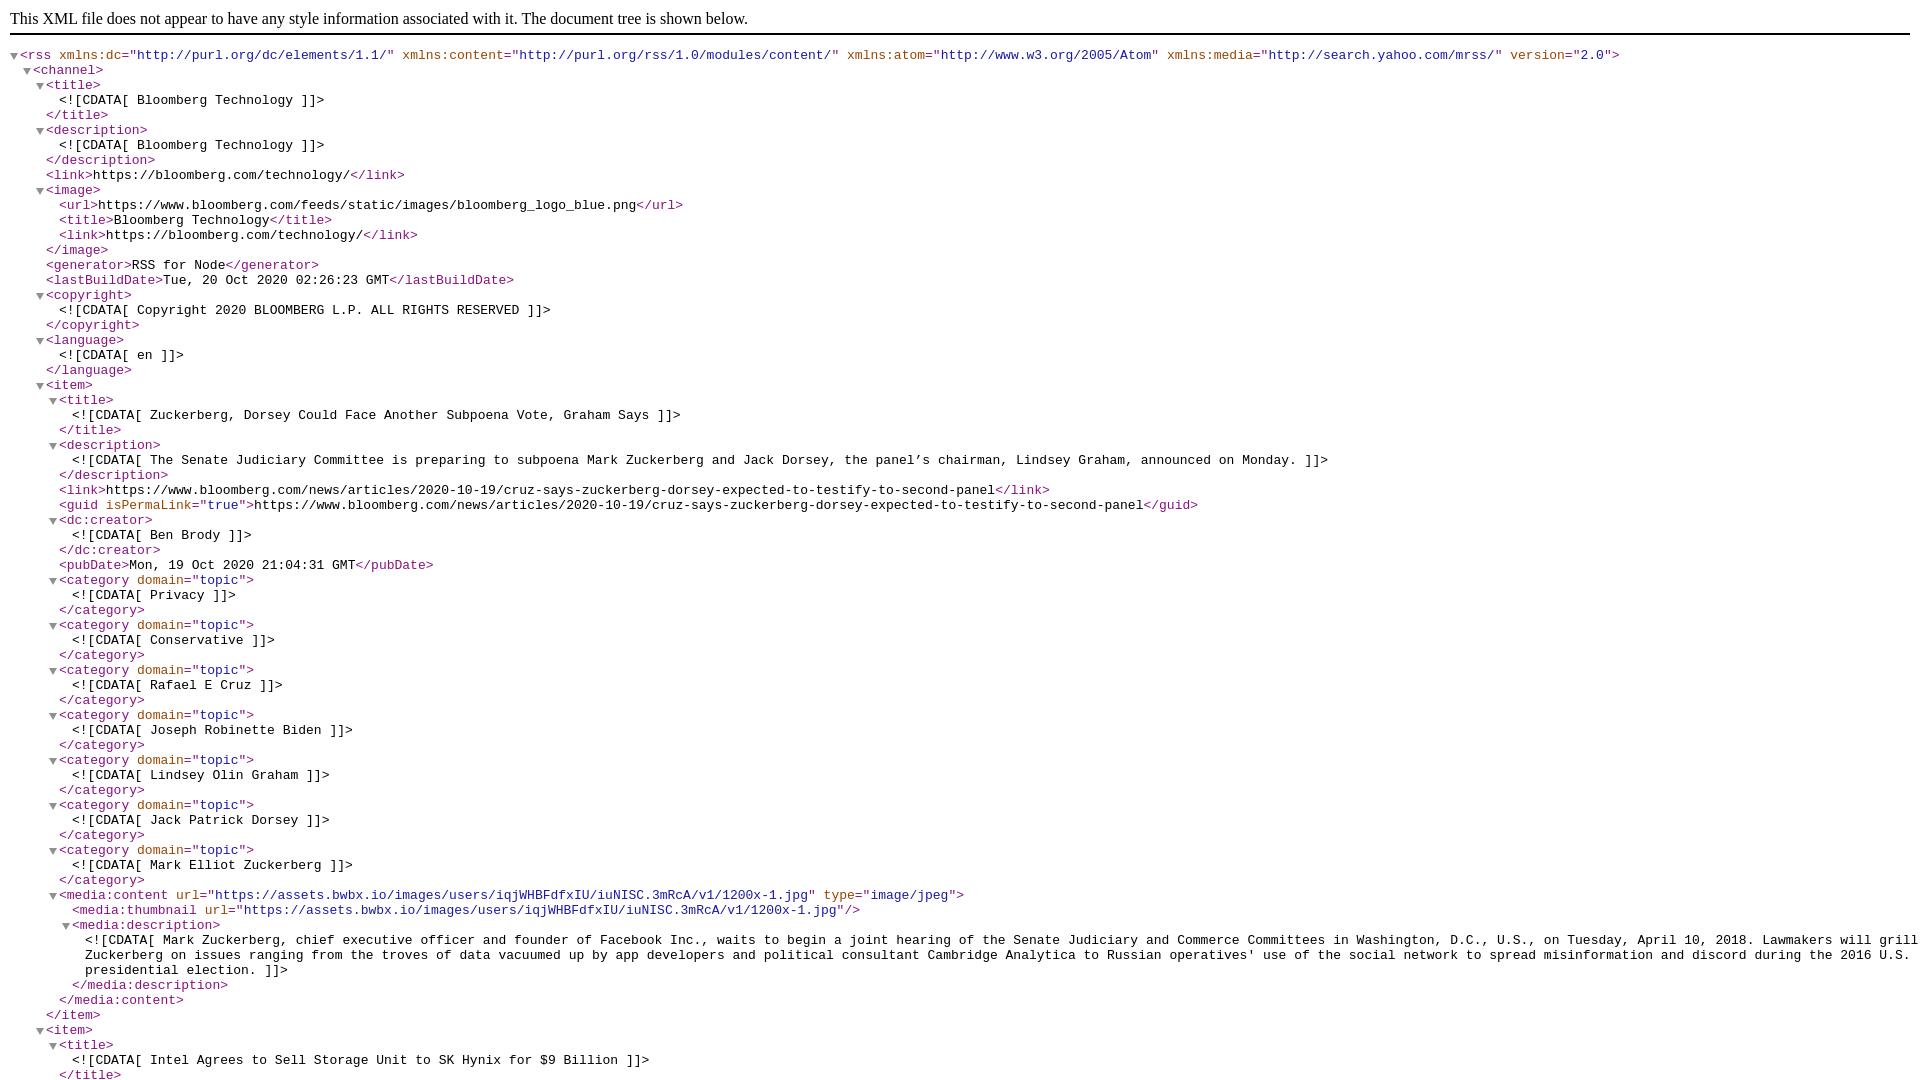 This XML file does not appear to have any style information associated with it. The document tree is shown below.
<rss xmlns:dc="http://purl.org/dc/elements/1.1/" xmlns:content="http://purl.org/rss/1.0/modules/content/" xmlns:atom="http://www.w3.org/2005/Atom" xmlns:media="http://search.yahoo.com/mrss/" version="2.0">
<channel>
<title>
<![CDATA[ Bloomberg Technology ]]>
</title>
<description>
<![CDATA[ Bloomberg Technology ]]>
</description>
<link>https://bloomberg.com/technology/</link>
<image>
<url>https://www.bloomberg.com/feeds/static/images/bloomberg_logo_blue.png</url>
<title>Bloomberg Technology</title>
<link>https://bloomberg.com/technology/</link>
</image>
<generator>RSS for Node</generator>
<lastBuildDate>Tue, 20 Oct 2020 02:26:23 GMT</lastBuildDate>
<copyright>
<![CDATA[ Copyright 2020 BLOOMBERG L.P. ALL RIGHTS RESERVED ]]>
</copyright>
<language>
<![CDATA[ en ]]>
</language>
<item>
<title>
<![CDATA[ Zuckerberg, Dorsey Could Face Another Subpoena Vote, Graham Says ]]>
</title>
<description>
<![CDATA[ The Senate Judiciary Committee is preparing to subpoena Mark Zuckerberg and Jack Dorsey, the panel’s chairman, Lindsey Graham, announced on Monday. ]]>
</description>
<link>https://www.bloomberg.com/news/articles/2020-10-19/cruz-says-zuckerberg-dorsey-expected-to-testify-to-second-panel</link>
<guid isPermaLink="true">https://www.bloomberg.com/news/articles/2020-10-19/cruz-says-zuckerberg-dorsey-expected-to-testify-to-second-panel</guid>
<dc:creator>
<![CDATA[ Ben Brody ]]>
</dc:creator>
<pubDate>Mon, 19 Oct 2020 21:04:31 GMT</pubDate>
<category domain="topic">
<![CDATA[ Privacy ]]>
</category>
<category domain="topic">
<![CDATA[ Conservative ]]>
</category>
<category domain="topic">
<![CDATA[ Rafael E Cruz ]]>
</category>
<category domain="topic">
<![CDATA[ Joseph Robinette Biden ]]>
</category>
<category domain="topic">
<![CDATA[ Lindsey Olin Graham ]]>
</category>
<category domain="topic">
<![CDATA[ Jack Patrick Dorsey ]]>
</category>
<category domain="topic">
<![CDATA[ Mark Elliot Zuckerberg ]]>
</category>
<media:content url="https://assets.bwbx.io/images/users/iqjWHBFdfxIU/iuNISC.3mRcA/v1/1200x-1.jpg" type="image/jpeg">
<media:thumbnail url="https://assets.bwbx.io/images/users/iqjWHBFdfxIU/iuNISC.3mRcA/v1/1200x-1.jpg"/>
<media:description>
<![CDATA[ Mark Zuckerberg, chief executive officer and founder of Facebook Inc., waits to begin a joint hearing of the Senate Judiciary and Commerce Committees in Washington, D.C., U.S., on Tuesday, April 10, 2018. Lawmakers will grill
Zuckerberg on issues ranging from the troves of data vacuumed up by app developers and political consultant Cambridge Analytica to Russian operatives' use of the social network to spread misinformation and discord during the 2016 U.S.
presidential election. ]]>
</media:description>
</media:content>
</item>
<item>
<title>
<![CDATA[ Intel Agrees to Sell Storage Unit to SK Hynix for $9 Billion ]]>
</title>